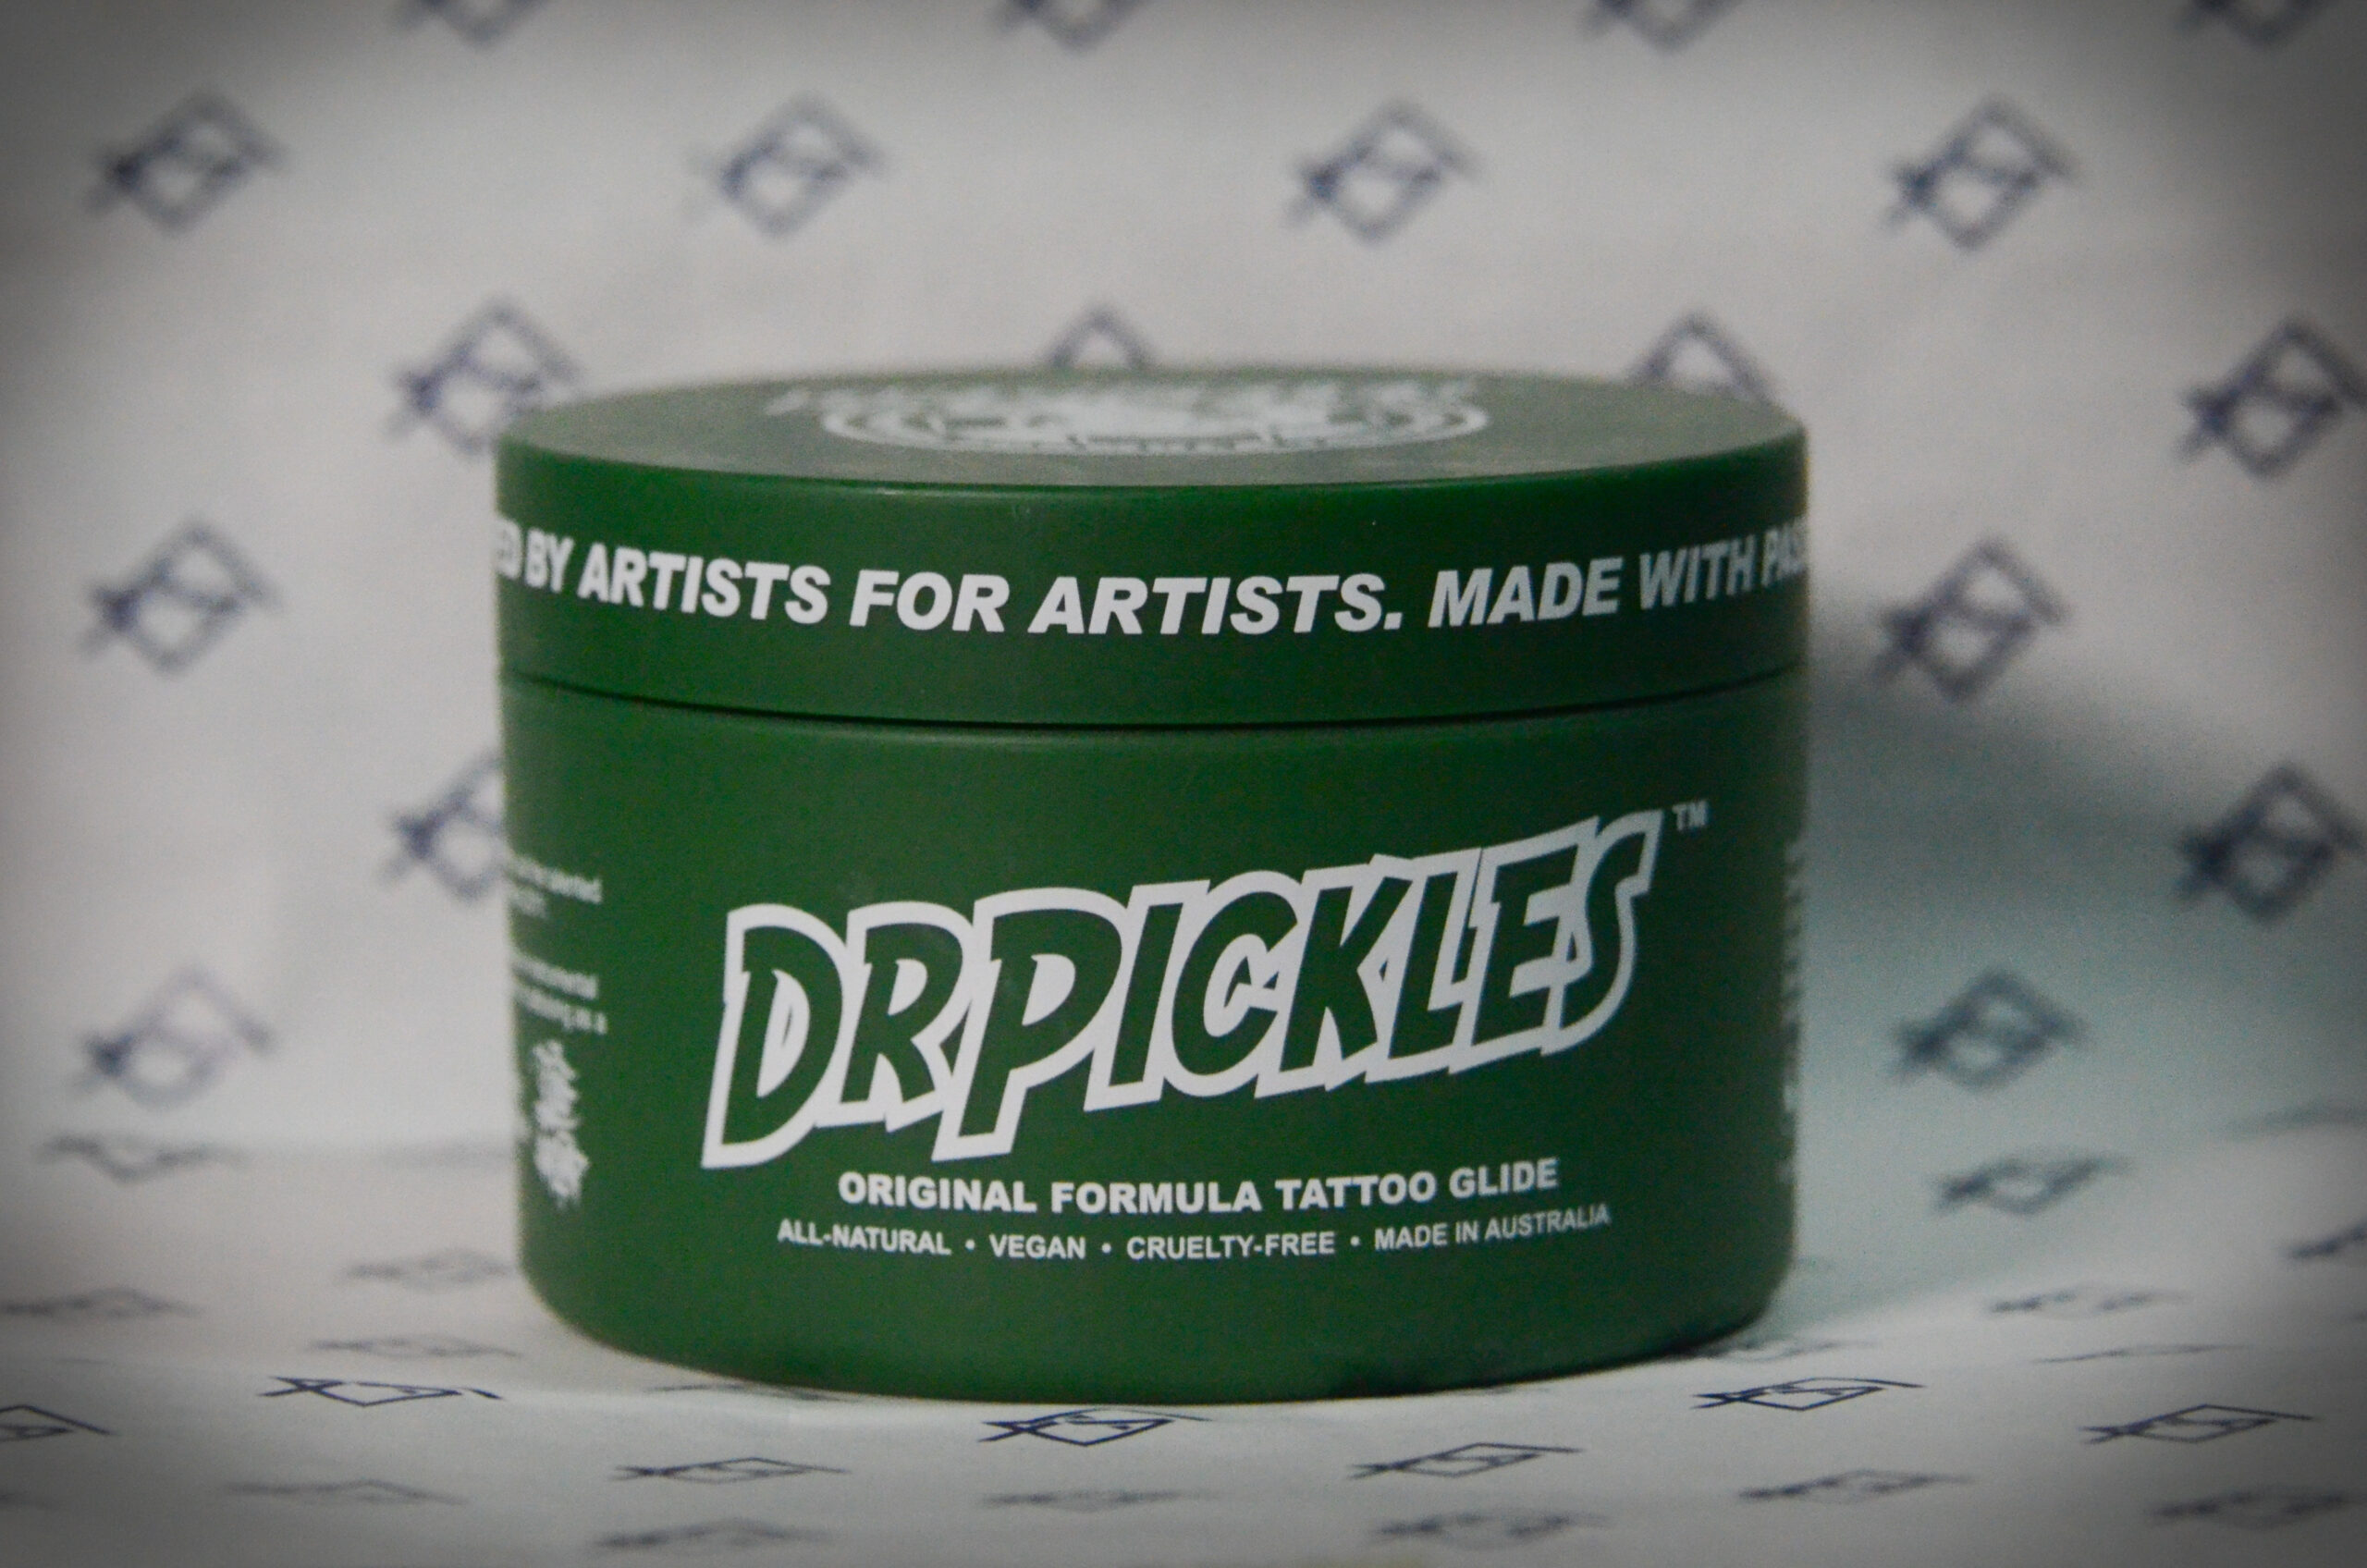 BY ARTISTS FOR ARTISTS. MADE WITH
DRPICKLES™
ORIGINAL FORMULA TATTOO GLIDE
ALL-NATURAL • VEGAN • CRUELTY-FREE • MADE IN AUSTRALIA